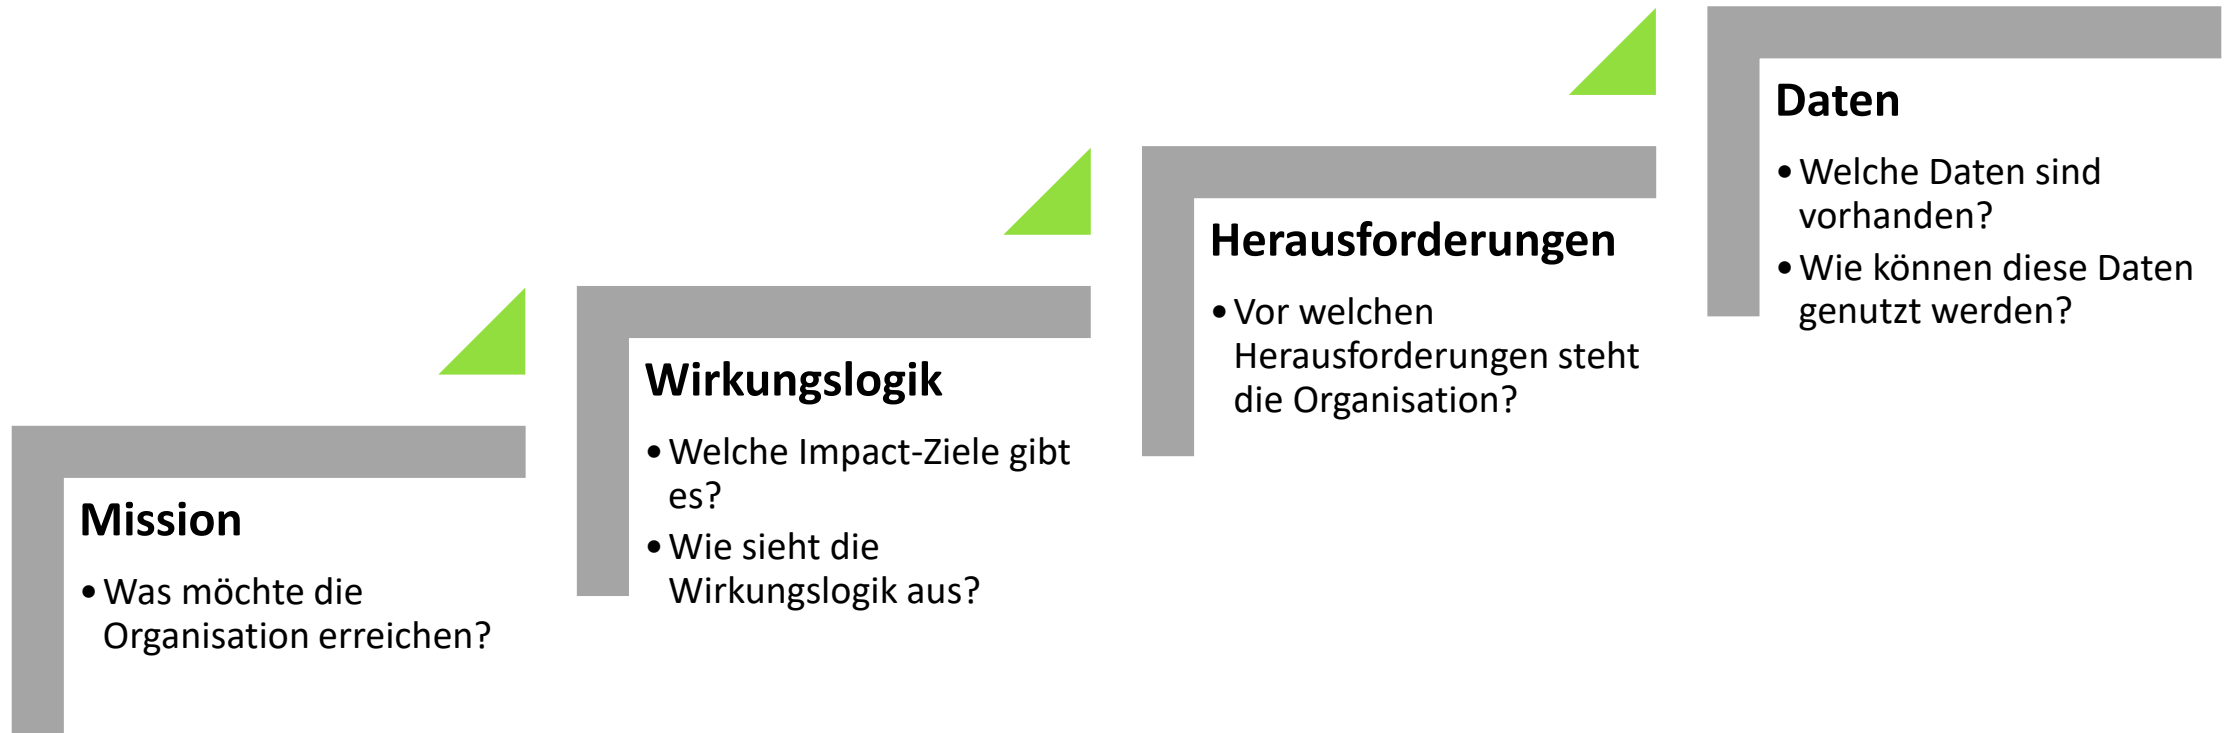 Mission
•Was möchte die
Organisation erreichen?
Wirkungslogik
•Welche Impact-Ziele gibt
es?
•Wie sieht die
Wirkungslogik aus?
Herausforderungen
•Vor welchen
Herausforderungen steht
die Organisation?
Daten
•Welche Daten sind
vorhanden?
•Wie können diese Daten
genutzt werden?